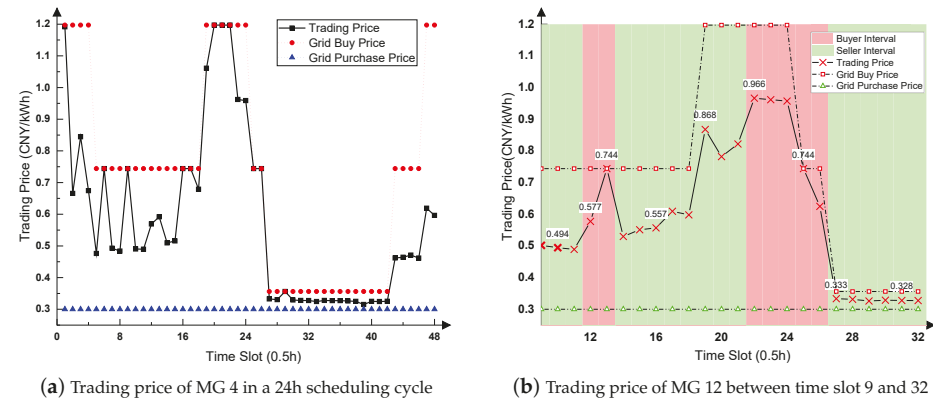 1.2
1.1
1.0
0.9
0.8
0.7
0.6
0.5
0.4
0.3
Trading Price (CNY/kWh)
Trading Price
Grid Buy Price
Grid Purchase Price
0 8 16 24 32 40 48
Time Slot (0.5h)
(a) Trading price of MG 4 in a 24h scheduling cycle
1.2
1.1
1.0
0.9
0.8
0.7
0.6
0.5
0.4
0.3
Trading Price(CNY/kWh)
Buyer Interval
Seller Interval
Trading Price
Grid Buy Price
Grid Purchase Price
0.966
0.868
0.744
0.744
0.577
0.557
0.494
0.333
0.328
12 16 20 24 28 32
Time Slot (0.5h)
(b) Trading price of MG 12 between time slot 9 and 32